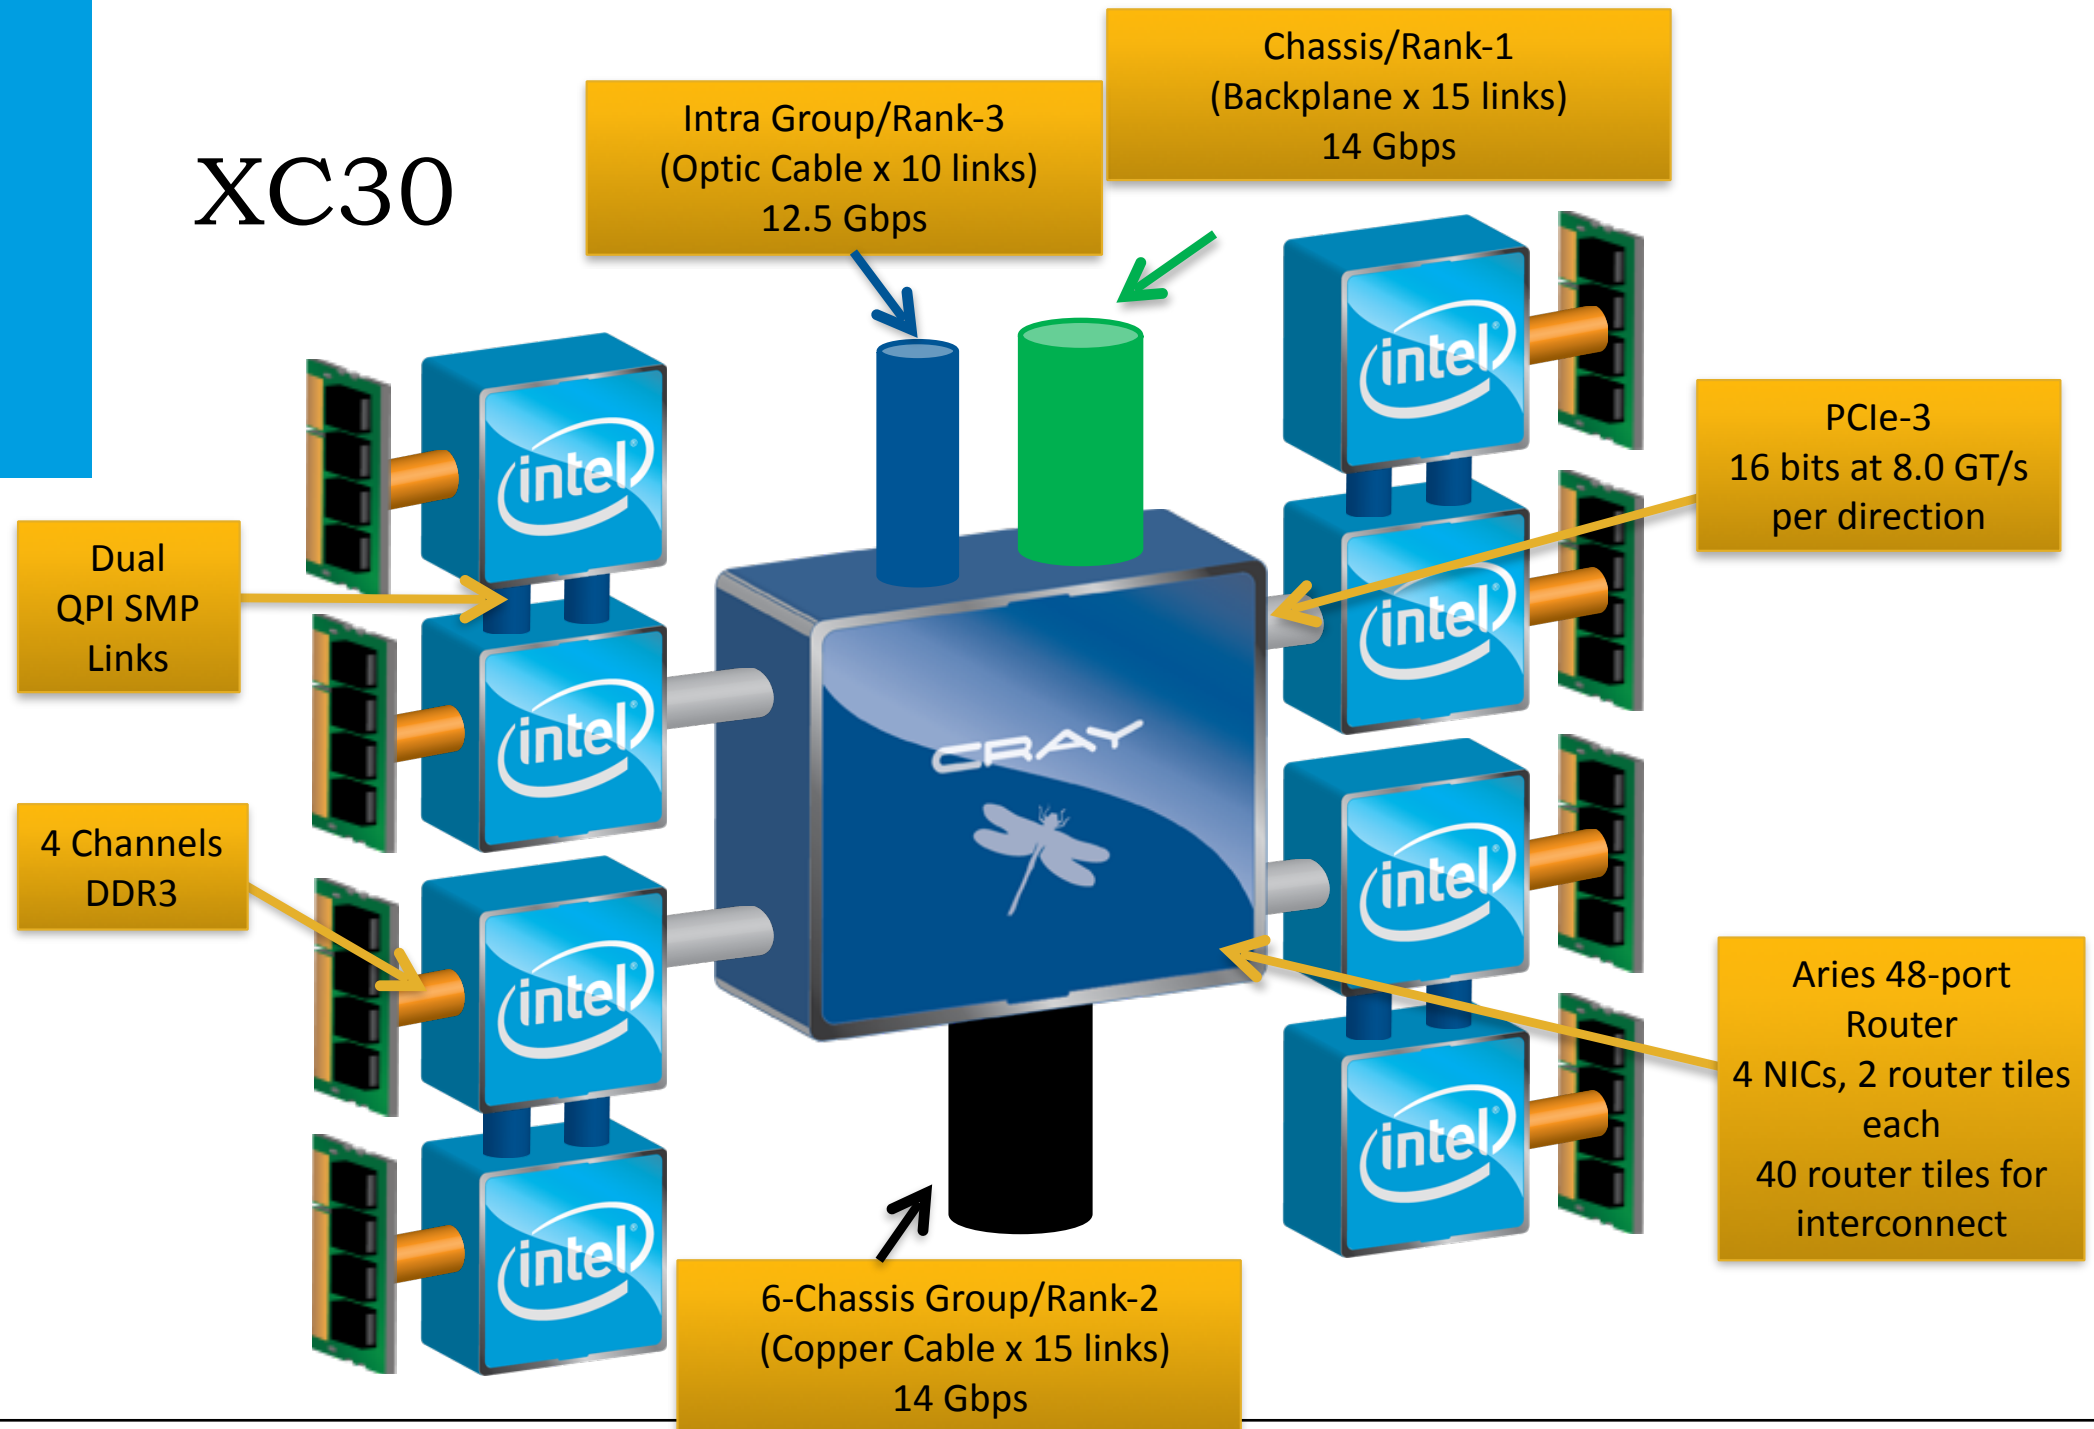 XC30
Intra Group/Rank-3
(Optic Cable x 10 links)
12.5 Gbps
Chassis/Rank-1
(Backplane x 15 links)
14 Gbps
PCIe-3
16 bits at 8.0 GT/s
per direction
Dual
QPI SMP
Links
4 Channels
DDR3
Aries 48-port
Router
4 NICs, 2 router tiles
each
40 router tiles for
interconnect
6-Chassis Group/Rank-2
(Copper Cable x 15 links)
14 Gbps
CRAY
intel®
intel®
intel®
intel®
intel®
intel®
intel®
intel®